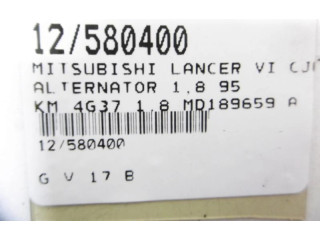 12/580400
MITSUBISHI LANCER VI CJ
ALTERNATOR 1.8 95
KM 4G37 1.8 MD189659 A
12/580400
G V 17 B